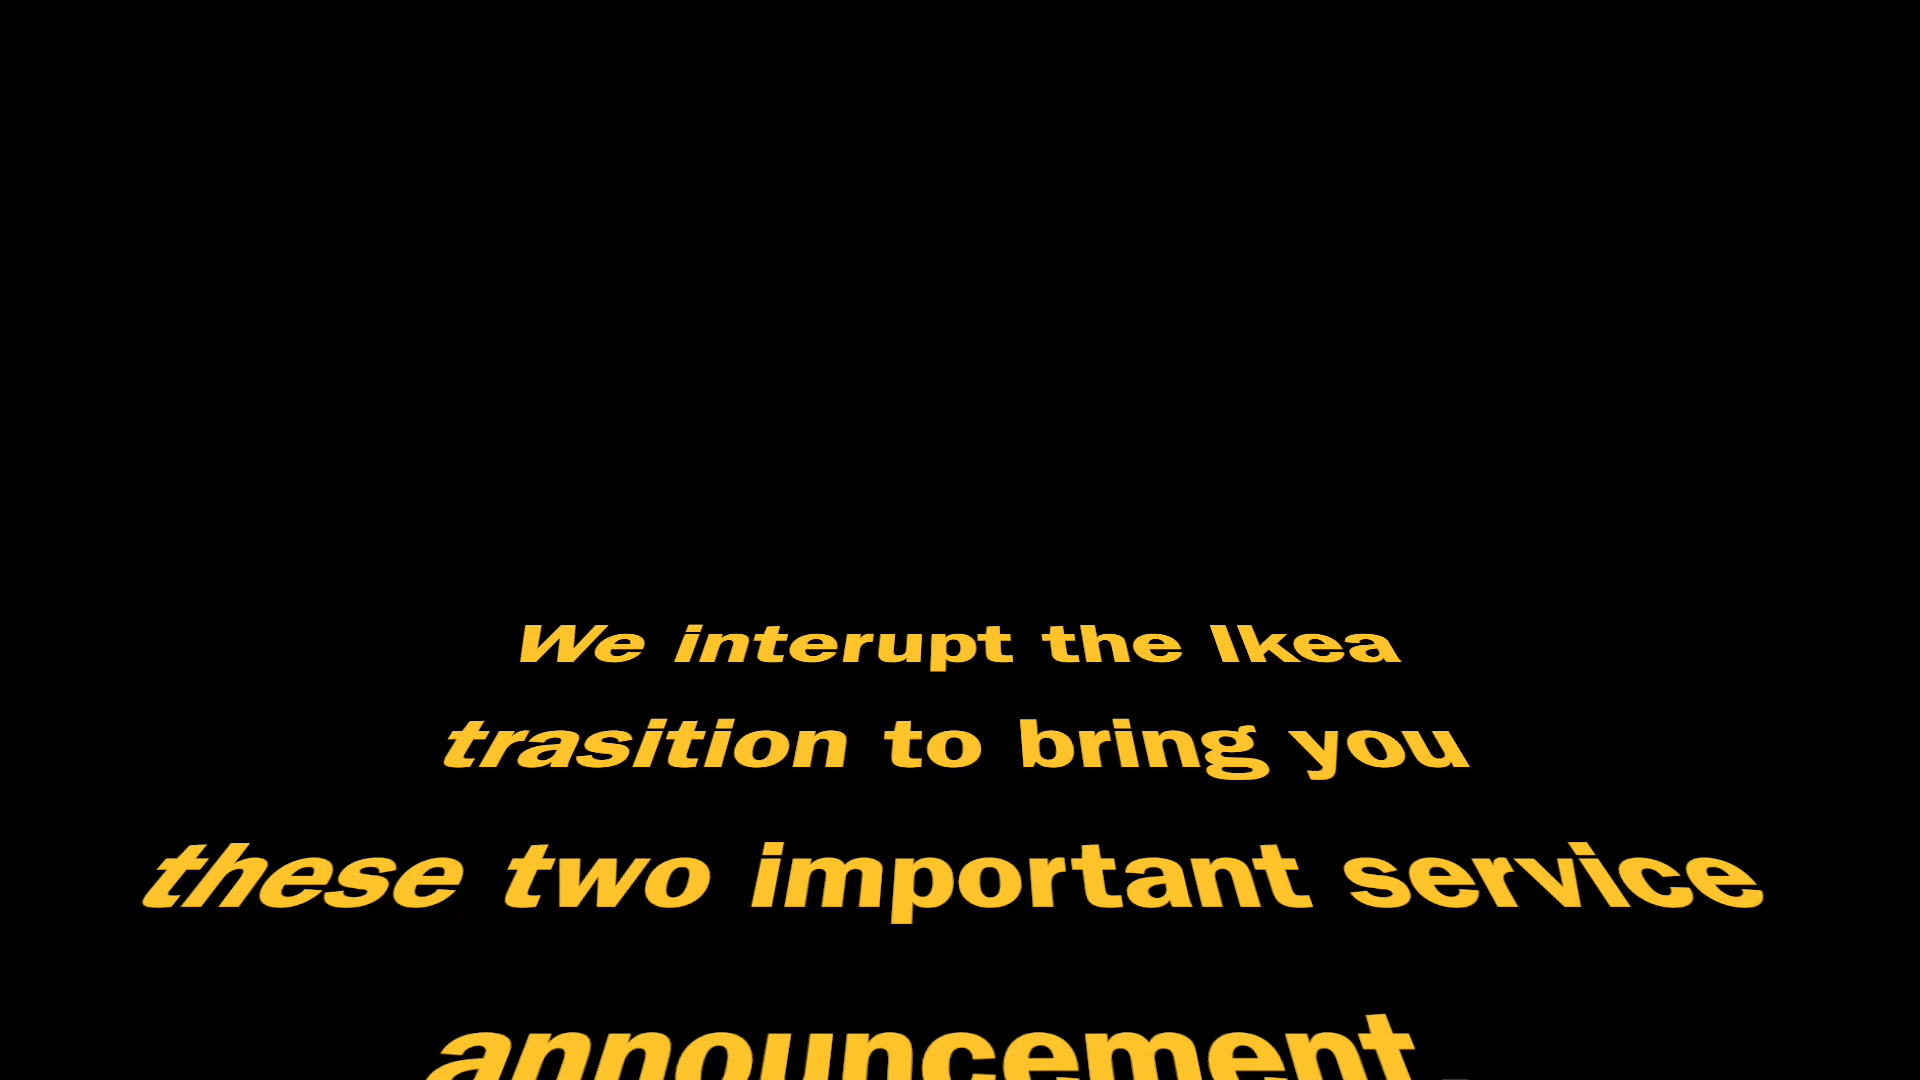 We interupt the Ikea
trasition to bring you
these two important service
announcement.